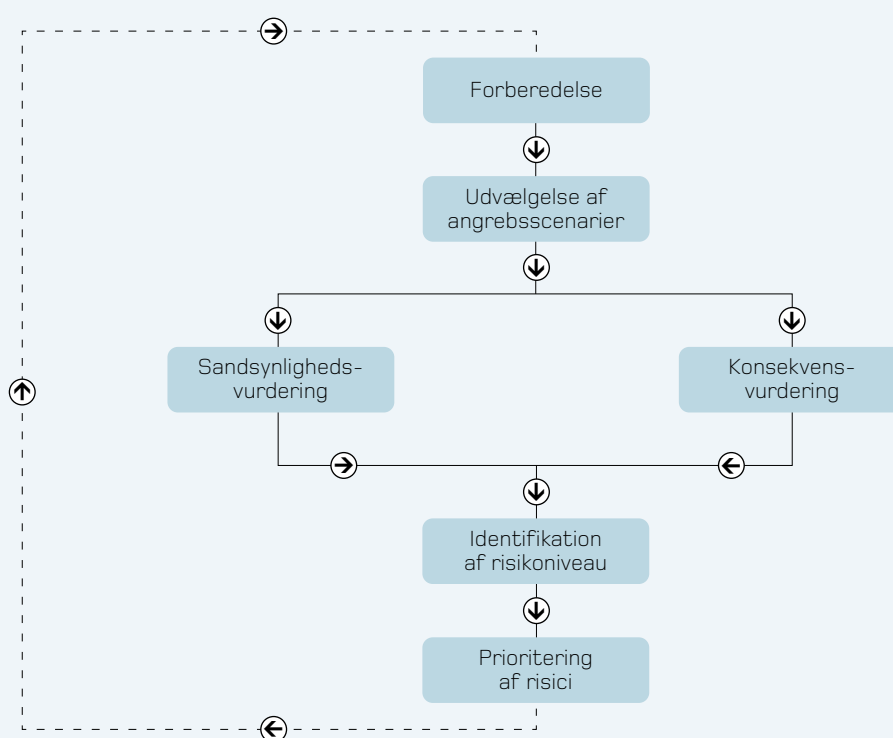 Forberedelse
Udvælgelse af
angrebsscenarier
Sandsynligheds-
vurdering
Konsekvens-
vurdering
Identifikation
af risikoniveau
Prioritering
af risici